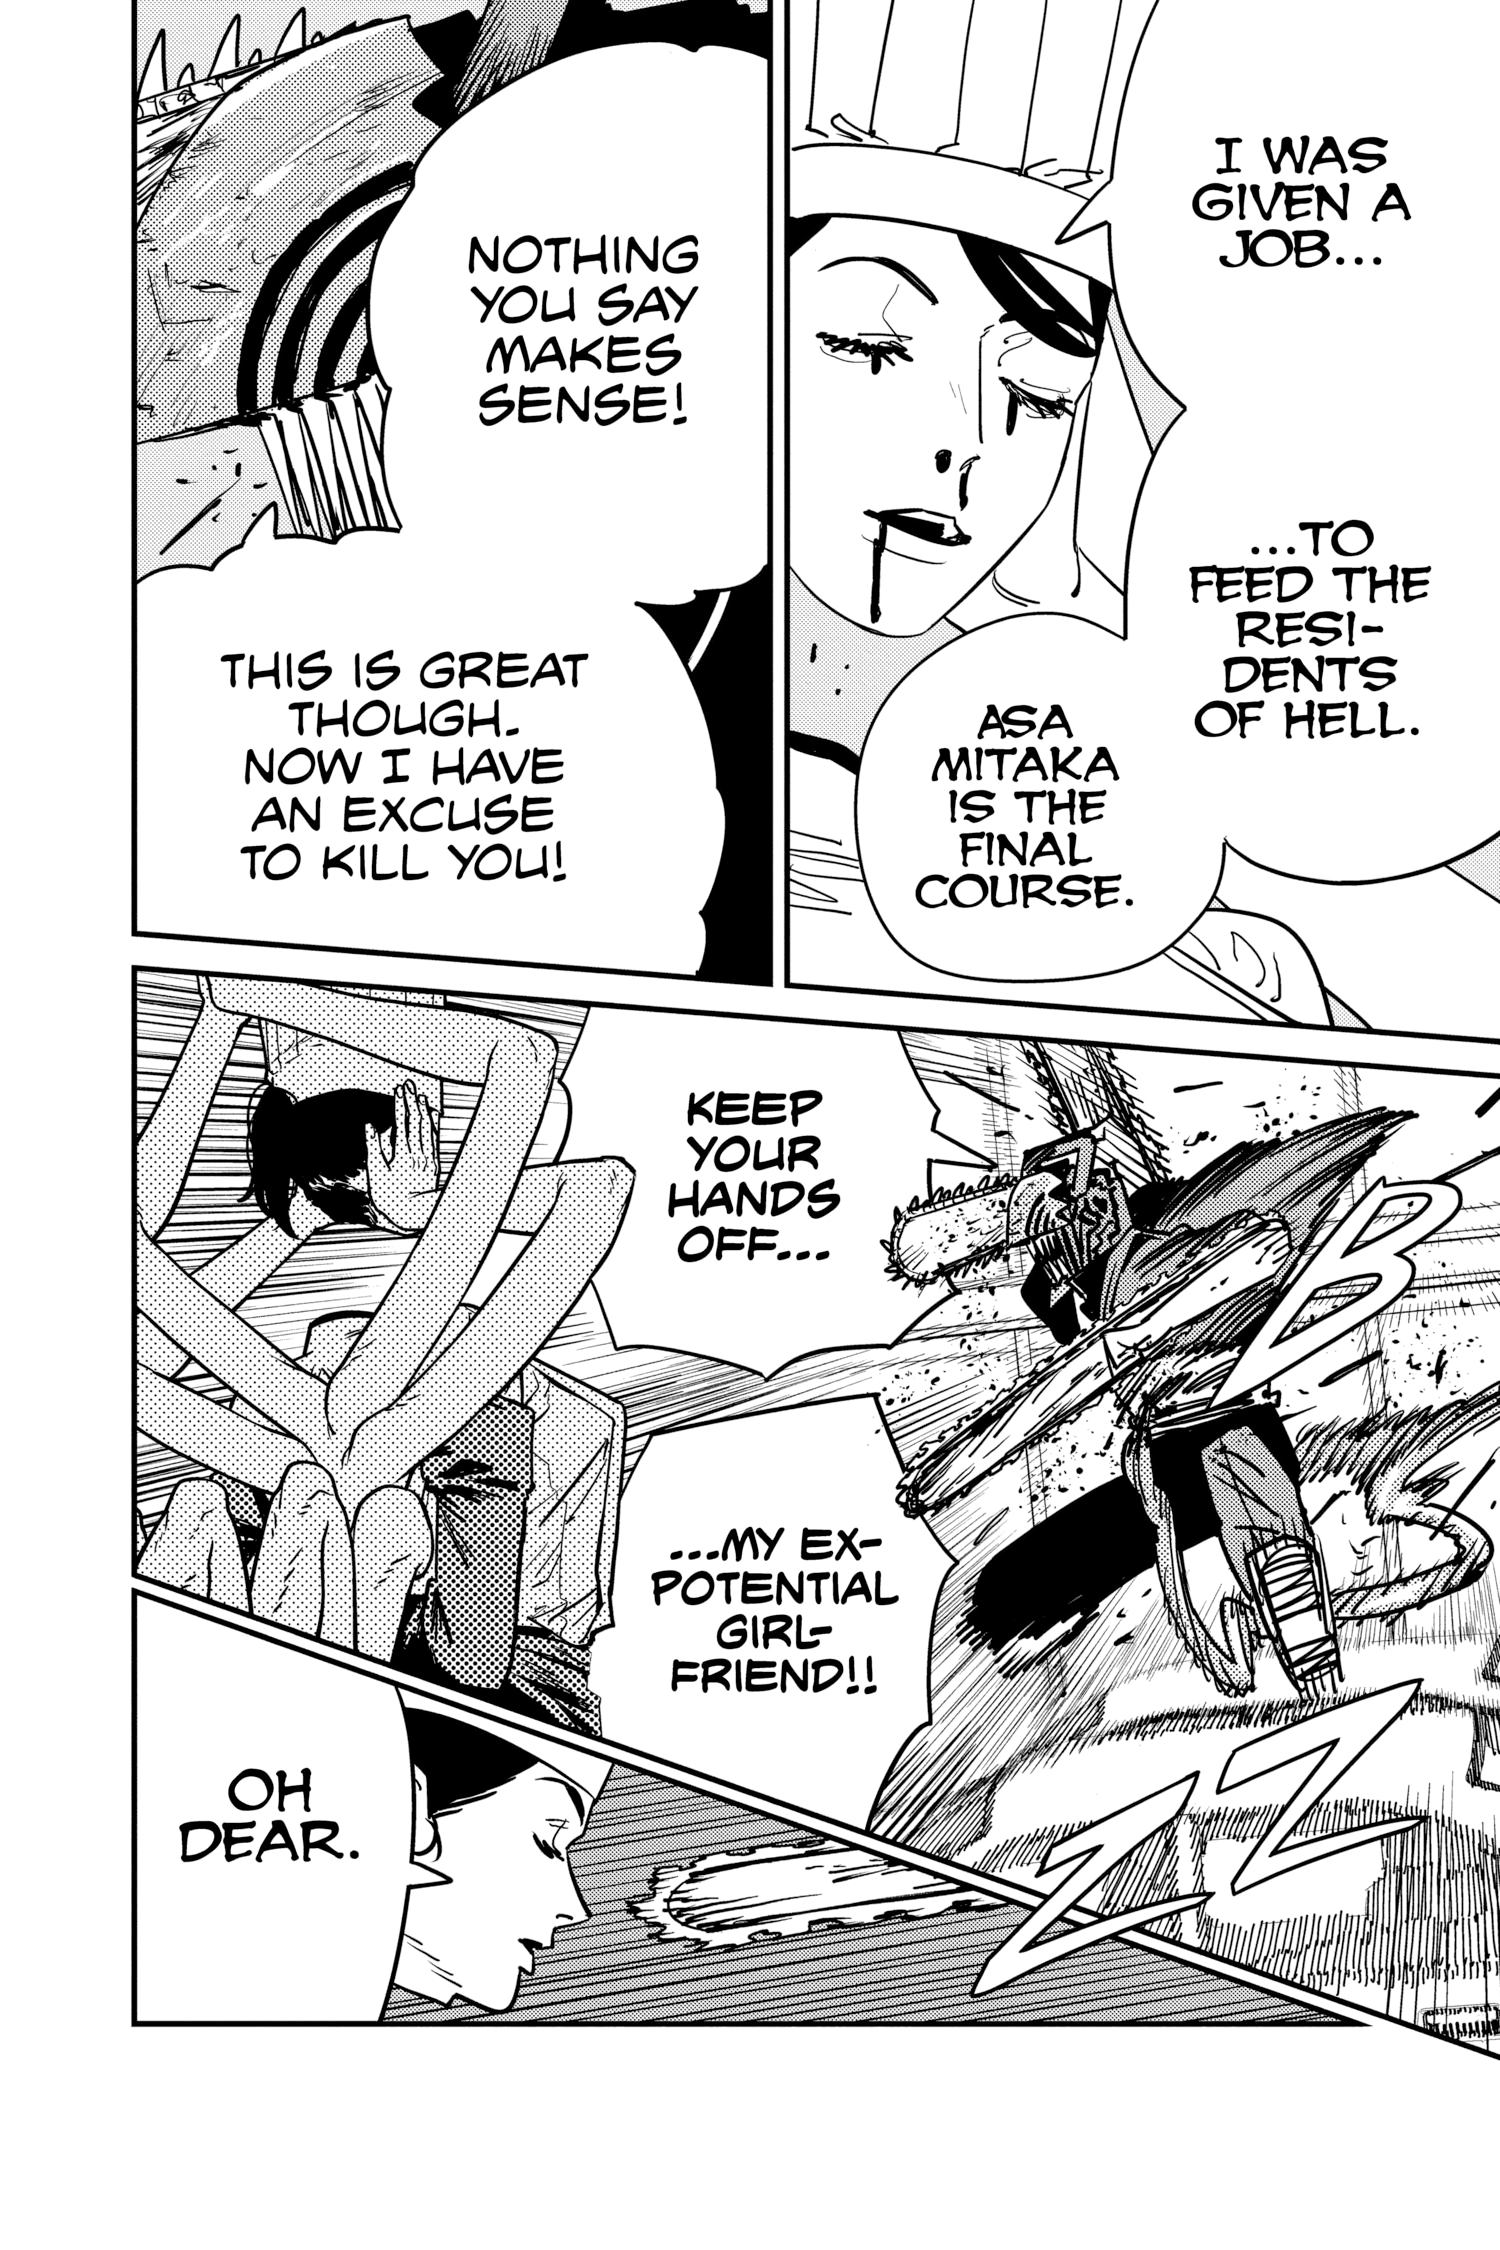 I WAS
GIVEN A
JOB...
...TO
FEED THE
RESI-
DENTS
OF HELL.
ASA
MITAKA
IS THE
FINAL
COURSE.
NOTHING
YOU SAY
MAKES
SENSE!
THIS IS GREAT
THOUGH.
NOW I HAVE
AN EXCUSE
TO KILL YOU!
KEEP
YOUR
HANDS
OFF...
...MY EX-
POTENTIAL
GIRL-
FRIEND!!
BZZ
OH
DEAR.